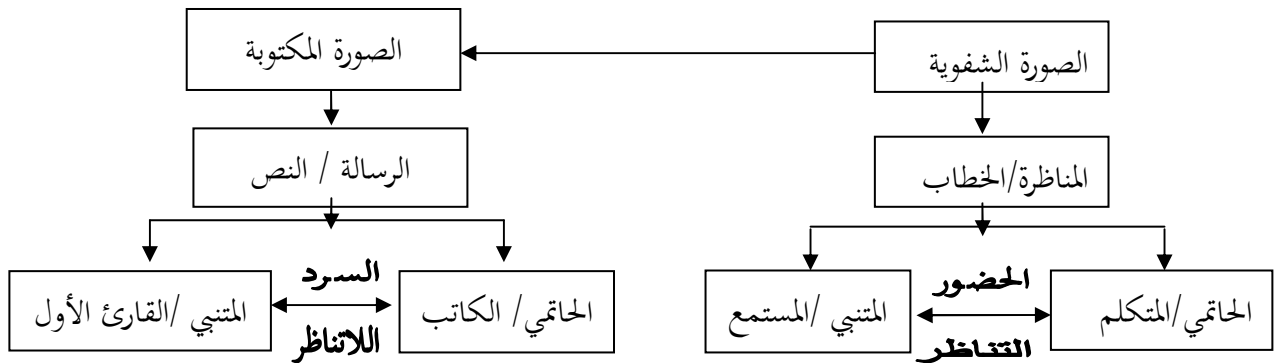 الصورة الشفوية
الصورة المكتوبة
المناظرة/الخطاب
الرسالة / النص
الحاتمي/المتكلم
الحضور
التناظر
المتنبي /المستمع
الحاتمي/ الكاتب
السرد
اللاتناظر
المتنبي /القارئ الأول